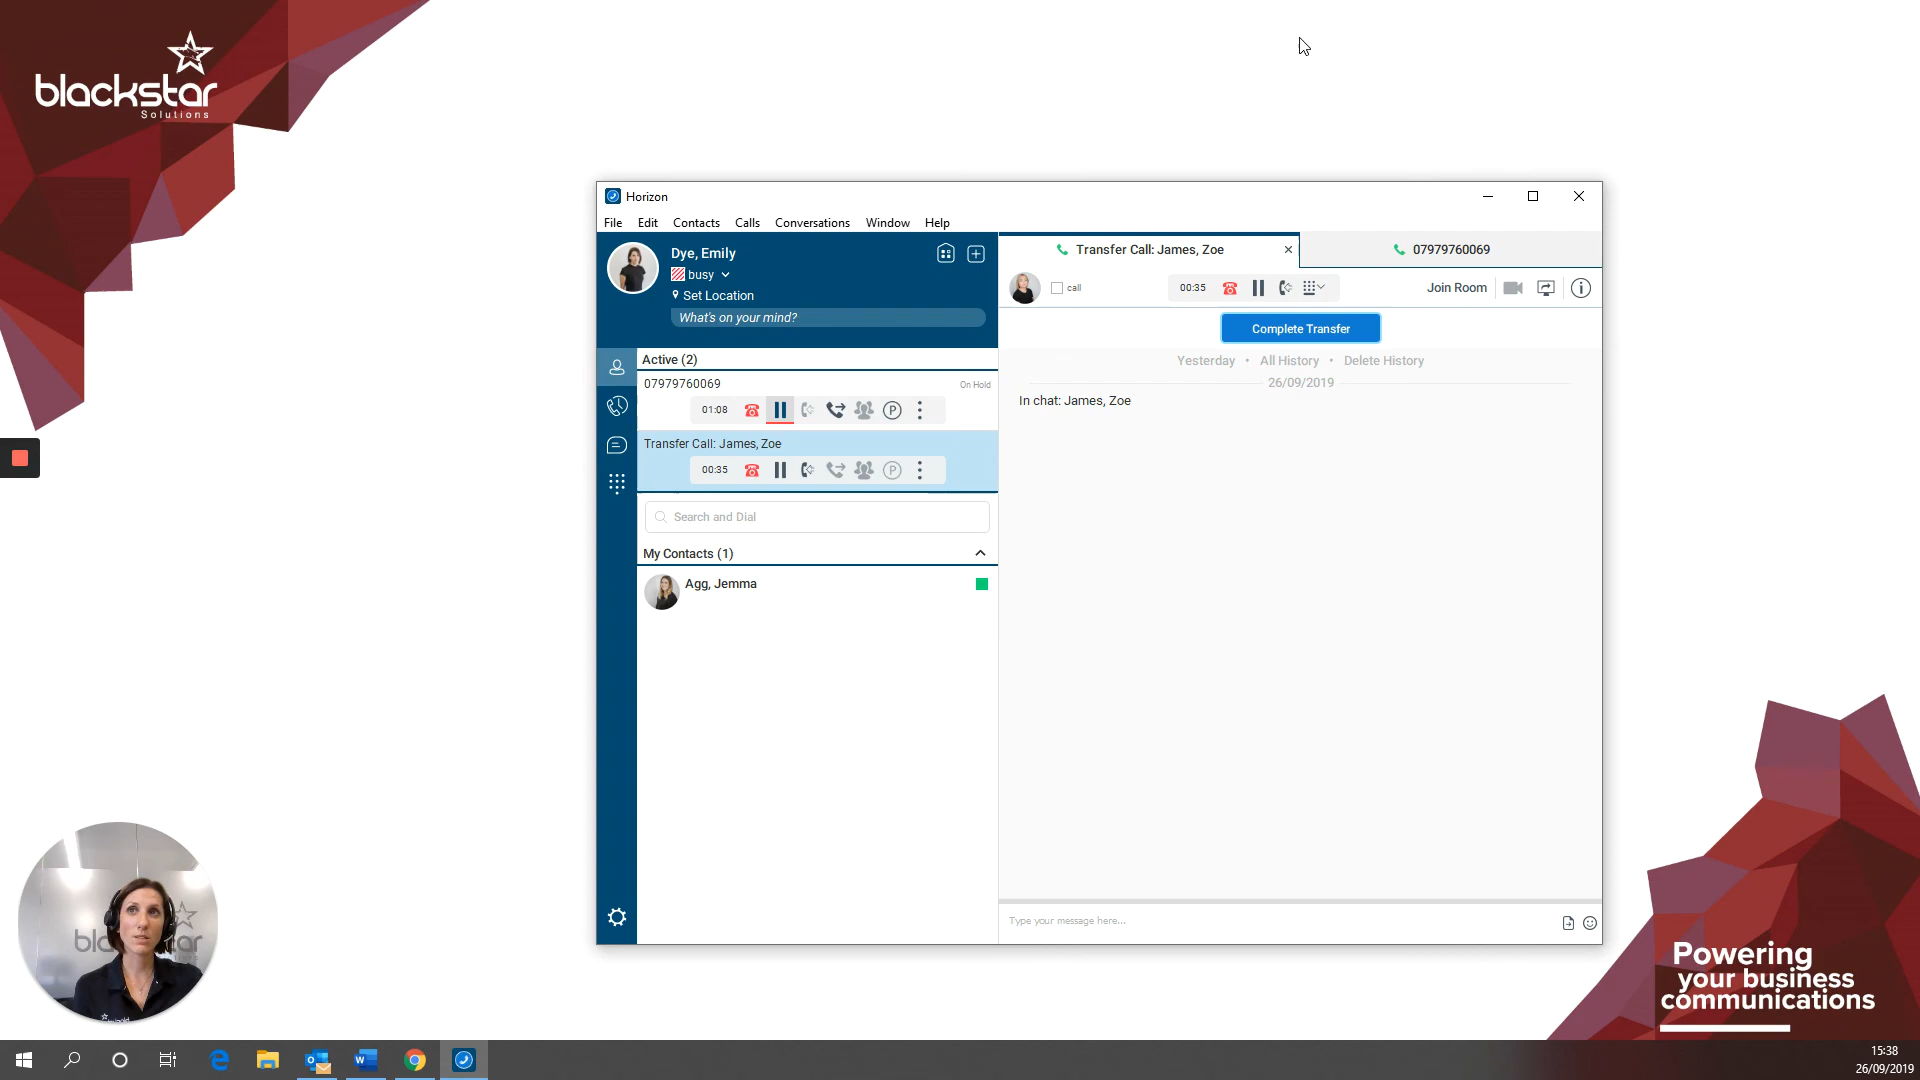 blackstar
Solutions
Horizon
File Edit Contacts Calls Conversations Window Help
Dye, Emily
busy
Set Location
What's on your mind?
Transfer Call: James, Zoe
07979760069
call
00:35
Join Room
Complete Transfer
Yesterday • All History • Delete History
26/09/2019
In chat: James, Zoe
Active (2)
07979760069
On Hold
01:08
P
Transfer Call: James, Zoe
00:35
P
Search and Dial
My Contacts (1)
Agg, Jemma
Type your message here...
Powering
your business
communications
15:38
26/09/2019